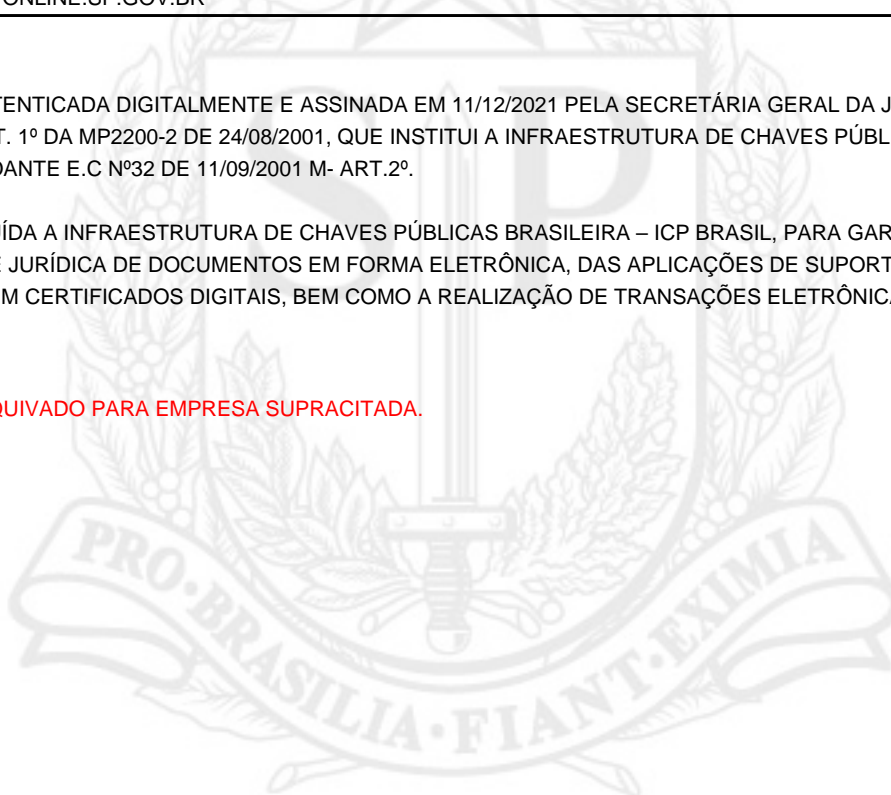 ONLINE.SP.GOV.BR
TENTICADA DIGITALMENTE E ASSINADA EM 11/12/2021 PELA SECRETÁRIA GERAL DA J
T. 1º DA MP2200-2 DE 24/08/2001, QUE INSTITUI A INFRAESTRUTURA DE CHAVES PÚBL
DANTE E.C Nº32 DE 11/09/2001 M- ART.2º.
UÍDA A INFRAESTRUTURA DE CHAVES PÚBLICAS BRASILEIRA – ICP BRASIL, PARA GAR
E JURÍDICA DE DOCUMENTOS EM FORMA ELETRÔNICA, DAS APLICAÇÕES DE SUPORT
M CERTIFICADOS DIGITAIS, BEM COMO A REALIZAÇÃO DE TRANSAÇÕES ELETRÔNICA
QUIVADO PARA EMPRESA SUPRACITADA.
SP
PRO·BRASILIA·FIANT·EXIMIA